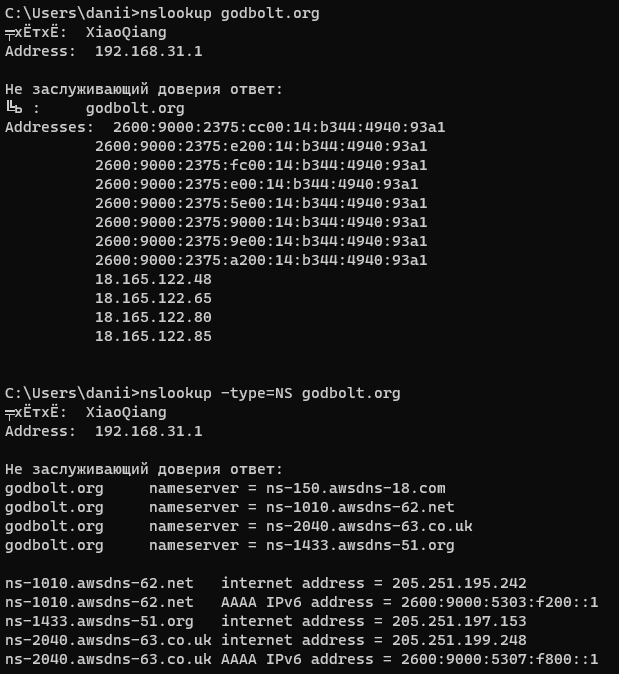 C:\Users\danii>nslookup godbolt.org
╤хЁтхЁ:  XiaoQiang
Address:  192.168.31.1

Не заслуживающий доверия ответ:
╚ь :     godbolt.org
Addresses:  2600:9000:2375:cc00:14:b344:4940:93a1
          2600:9000:2375:e200:14:b344:4940:93a1
          2600:9000:2375:fc00:14:b344:4940:93a1
          2600:9000:2375:e00:14:b344:4940:93a1
          2600:9000:2375:5e00:14:b344:4940:93a1
          2600:9000:2375:9000:14:b344:4940:93a1
          2600:9000:2375:9e00:14:b344:4940:93a1
          2600:9000:2375:a200:14:b344:4940:93a1
          18.165.122.48
          18.165.122.65
          18.165.122.80
          18.165.122.85

C:\Users\danii>nslookup -type=NS godbolt.org
╤хЁтхЁ:  XiaoQiang
Address:  192.168.31.1

Не заслуживающий доверия ответ:
godbolt.org     nameserver = ns-150.awsdns-18.com
godbolt.org     nameserver = ns-1010.awsdns-62.net
godbolt.org     nameserver = ns-2040.awsdns-63.co.uk
godbolt.org     nameserver = ns-1433.awsdns-51.org

ns-1010.awsdns-62.net   internet address = 205.251.195.242
ns-1010.awsdns-62.net   AAAA IPv6 address = 2600:9000:5303:f200::1
ns-1433.awsdns-51.org   internet address = 205.251.197.153
ns-2040.awsdns-63.co.uk internet address = 205.251.199.248
ns-2040.awsdns-63.co.uk AAAA IPv6 address = 2600:9000:5307:f800::1